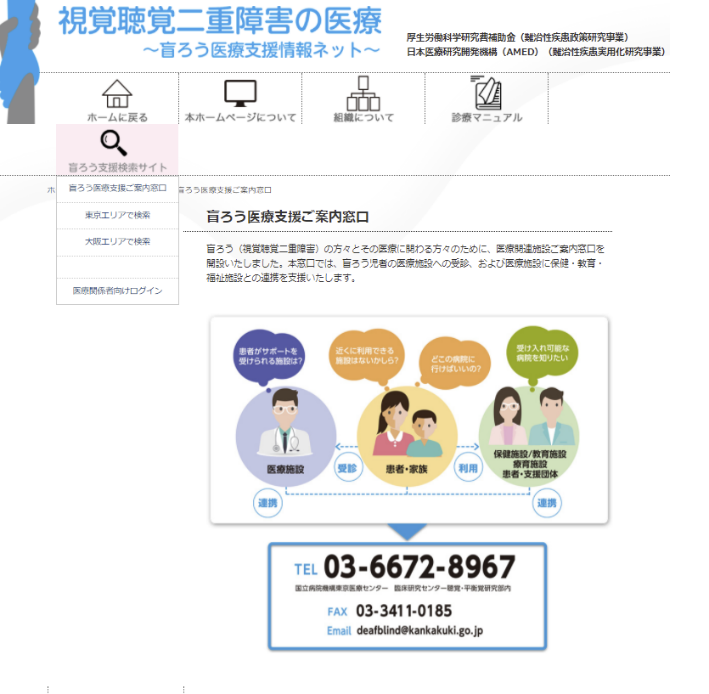 視覚聴覚二重障害の医療
～盲ろう医療支援情報ネット～
厚生労働科学研究費補助金（難治性疾患政策研究事業）
日本医療研究開発機構（AMED）（難治性疾患実用化研究事業）
ホームに戻る
本ホームページについて
組織について
診療マニュアル
盲ろう支援検索サイト
盲ろう医療支援ご案内窓口
東京エリアで検索
大阪エリアで検索
医療関係者向けログイン
ホ
盲ろう医療支援ご案内窓口
盲ろう医療支援ご案内窓口
盲ろう（視覚聴覚二重障害）の方々とその医療に関わる方々のために、医療関連施設ご案内窓口を
開設いたしました。本窓口では、盲ろう児者の医療施設への受診、および医療施設に保健・教育・
福祉施設との連携を支援いたします。
患者がサポートを
受けられる施設は?
近くに利用できる
施設はないかしら?
どこの病院に
行けばいいの?
受け入れ可能な
病院を知りたい
医療施設
受診
患者・家族
利用
保健施設/教育施設
療育施設
患者・支援団体
連携
連携
TEL 03-6672-8967
国立病院機構東京医療センター 臨床研究センター聴覚・平衡覚研究部内
FAX 03-3411-0185
Email deafblind@kankakuki.go.jp